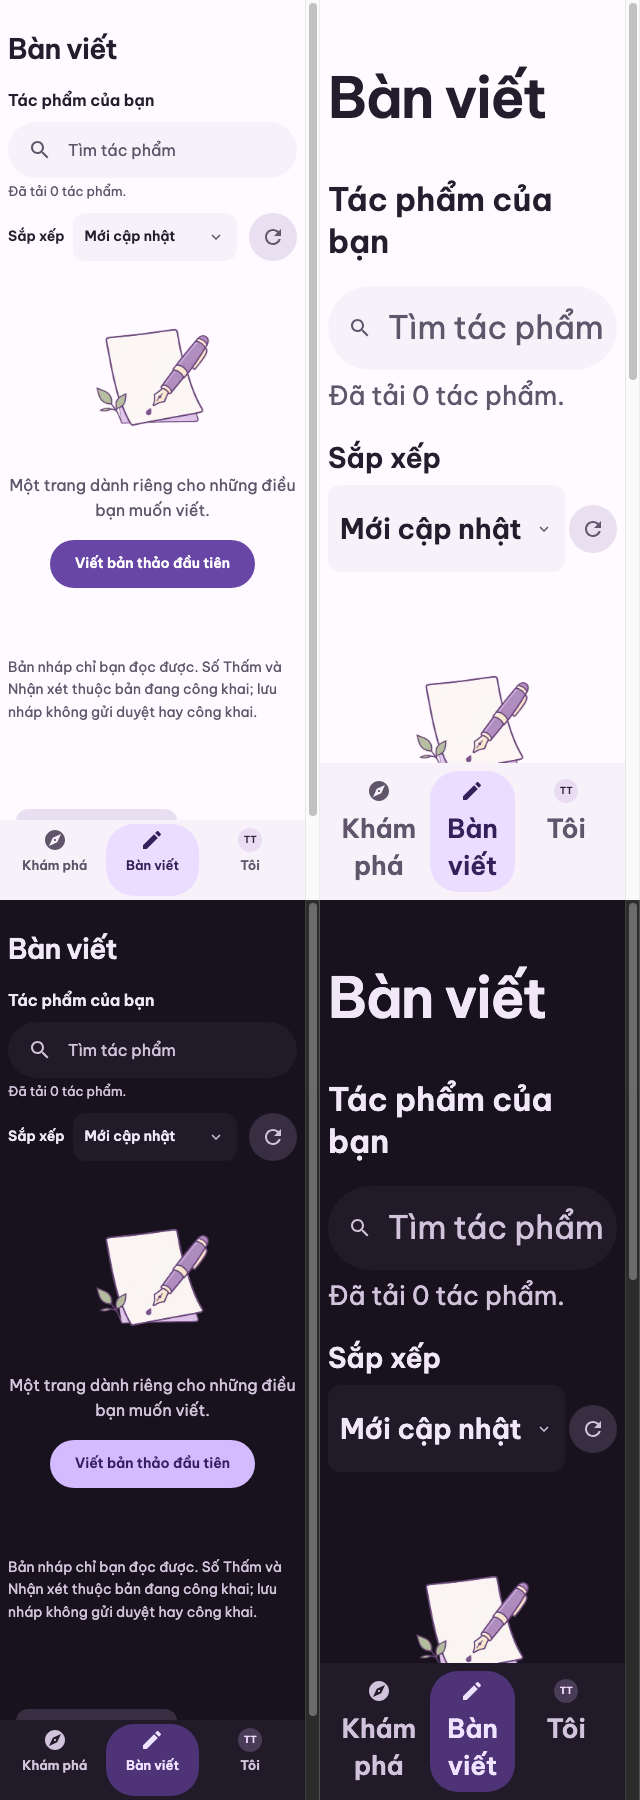 Bàn viết
Tác phẩm của bạn
Tìm tác phẩm
Đã tải 0 tác phẩm.
Sắp xếp Mới cập nhật
Một trang dành riêng cho những điều
bạn muốn viết.
Viết bản thảo đầu tiên
Bản nháp chỉ bạn đọc được. Số Thấm và
Nhận xét thuộc bản đang công khai; lưu
nháp không gửi duyệt hay công khai.
Khám phá Bàn viết TT Tôi
Bàn viết
Tác phẩm của
bạn
Tìm tác phẩm
Đã tải 0 tác phẩm.
Sắp xếp
Mới cập nhật
Khám
phá
Bàn
viết
TT
Tôi
Bàn viết
Tác phẩm của bạn
Tìm tác phẩm
Đã tải 0 tác phẩm.
Sắp xếp Mới cập nhật
Một trang dành riêng cho những điều
bạn muốn viết.
Viết bản thảo đầu tiên
Bản nháp chỉ bạn đọc được. Số Thấm và
Nhận xét thuộc bản đang công khai; lưu
nháp không gửi duyệt hay công khai.
Khám phá Bàn viết TT Tôi
Bàn viết
Tác phẩm của
bạn
Tìm tác phẩm
Đã tải 0 tác phẩm.
Sắp xếp
Mới cập nhật
Khám
phá
Bàn
viết
TT
Tôi